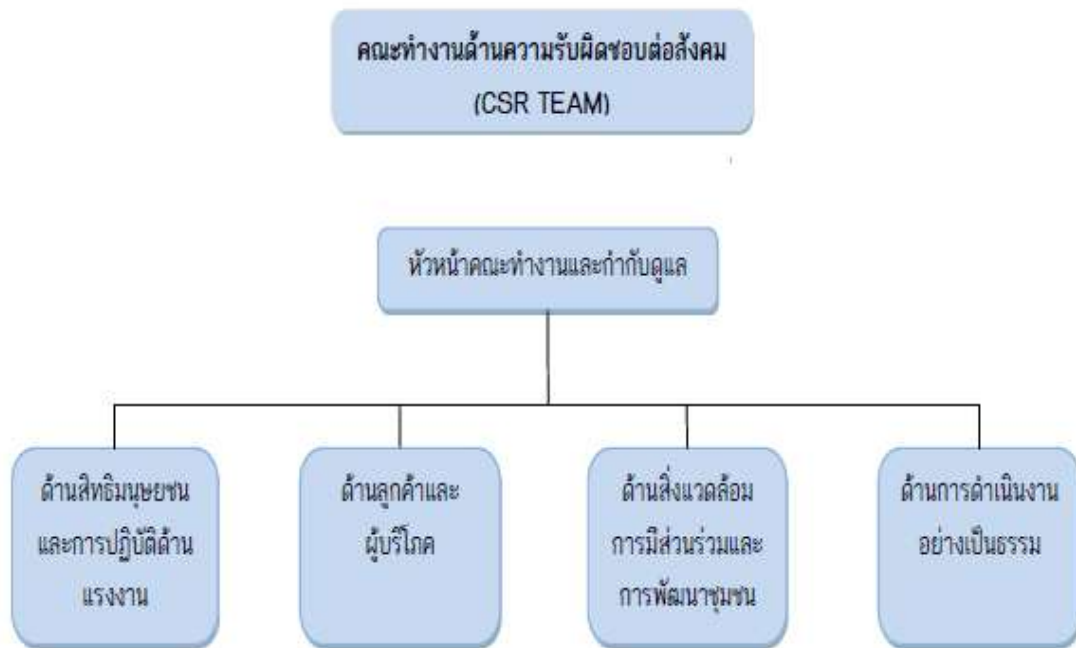 คณะทำงานด้านความรับผิดชอบต่อสังคม
(CSR TEAM)
หัวหน้าคณะทำงานและกำกับดูแล
ด้านสิทธิมนุษยชน
และการปฏิบัติด้าน
แรงงาน
ด้านลูกค้าและ
ผู้บริโภค
ด้านสิ่งแวดล้อม
การมีส่วนร่วมและ
การพัฒนาชุมชน
ด้านการดำเนินงาน
อย่างเป็นธรรม